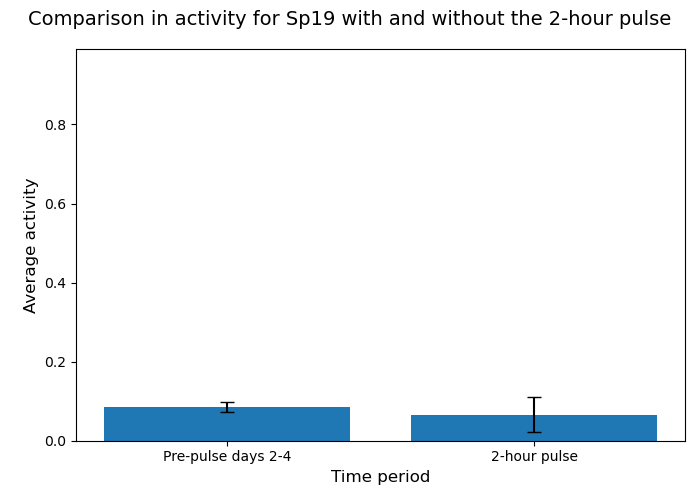 Comparison in activity for Sp19 with and without the 2-hour pulse
Average activity
0.8
0.6
0.4
0.2
0.0
Pre-pulse days 2-4
2-hour pulse
Time period